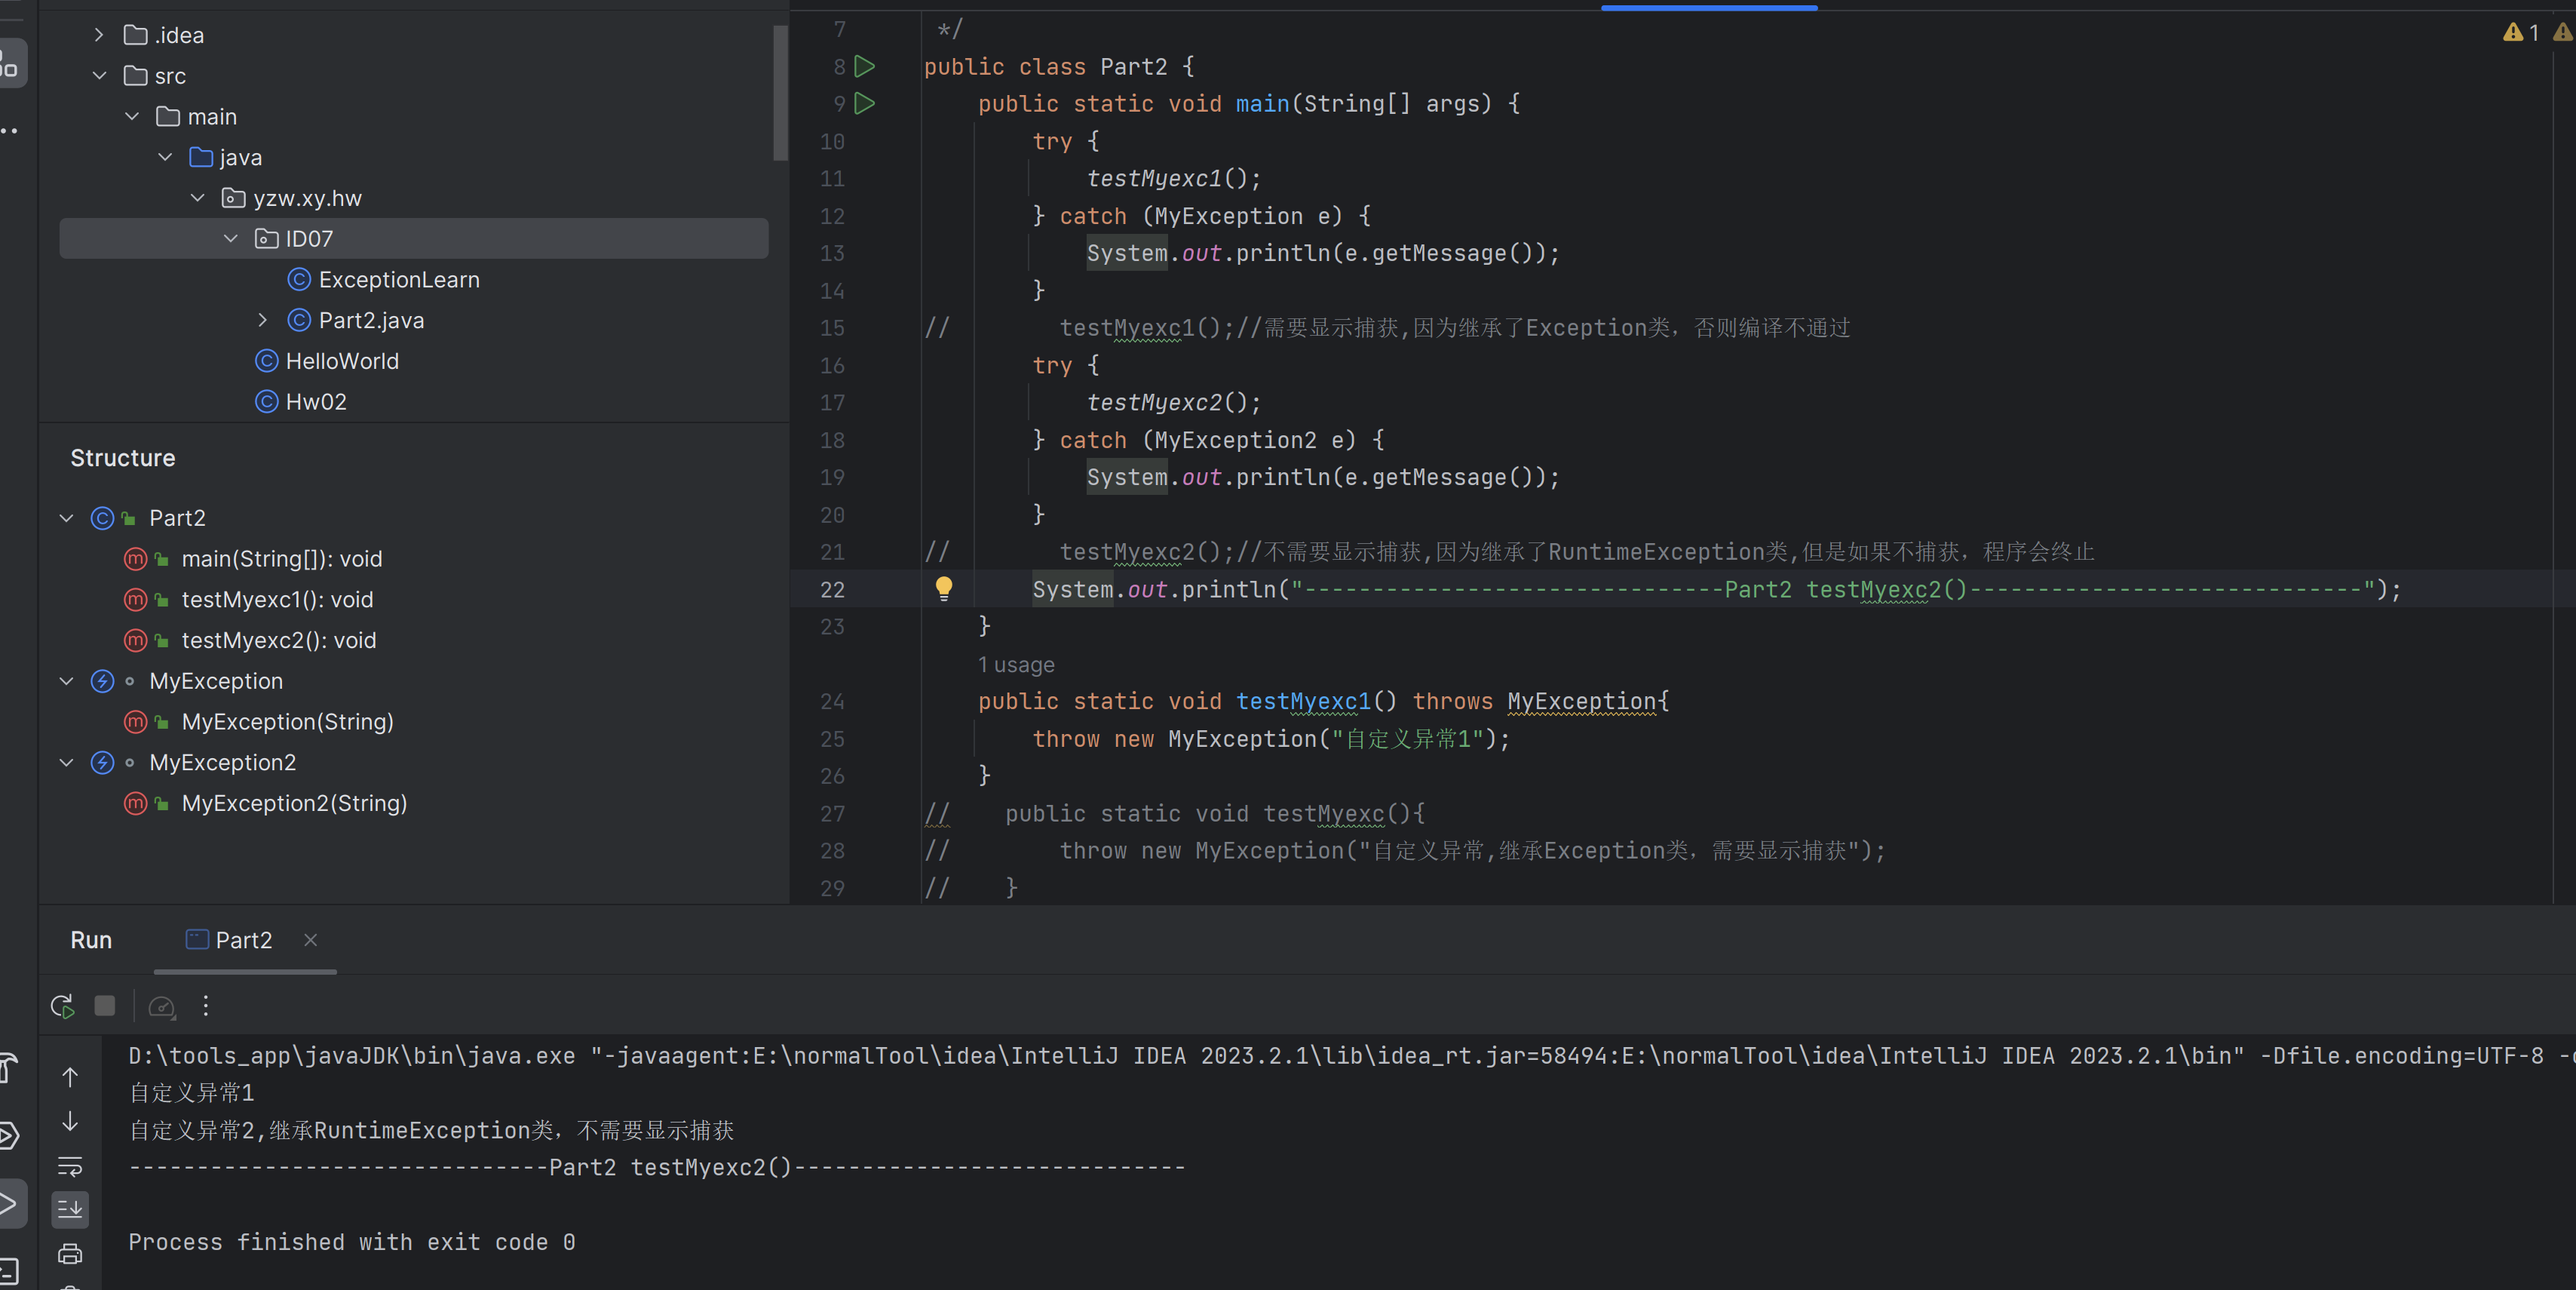 .idea
src
main
java
yzw.xy.hw
ID07
ExceptionLearn
Part2.java
HelloWorld
Hw02
Structure
Part2
main(String[]): void
testMyexc1(): void
testMyexc2(): void
MyException
MyException(String)
MyException2
MyException2(String)
1
7 */
8 public class Part2 {
9 public static void main(String[] args) {
10 try {
11 testMyexc1();
12 } catch (MyException e) {
13 System.out.println(e.getMessage());
14 }
15 // testMyexc1();//需要显示捕获,因为继承了Exception类，否则编译不通过
16 try {
17 testMyexc2();
18 } catch (MyException2 e) {
19 System.out.println(e.getMessage());
20 }
21 // testMyexc2();//不需要显示捕获,因为继承了RuntimeException类,但是如果不捕获，程序会终止
22 System.out.println("-------------------------------Part2 testMyexc2()-----------------------------");
23 }
1 usage
24 public static void testMyexc1() throws MyException{
25 throw new MyException("自定义异常1");
26 }
27 // public static void testMyexc(){
28 // throw new MyException("自定义异常,继承Exception类，需要显示捕获");
29 // }
Run
Part2
D:\tools_app\javaJDK\bin\java.exe "-javaagent:E:\normalTool\idea\IntelliJ IDEA 2023.2.1\lib\idea_rt.jar=58494:E:\normalTool\idea\IntelliJ IDEA 2023.2.1\bin" -Dfile.encoding=UTF-8
自定义异常1
自定义异常2,继承RuntimeException类，不需要显示捕获
-------------------------------Part2 testMyexc2()-----------------------------
Process finished with exit code 0